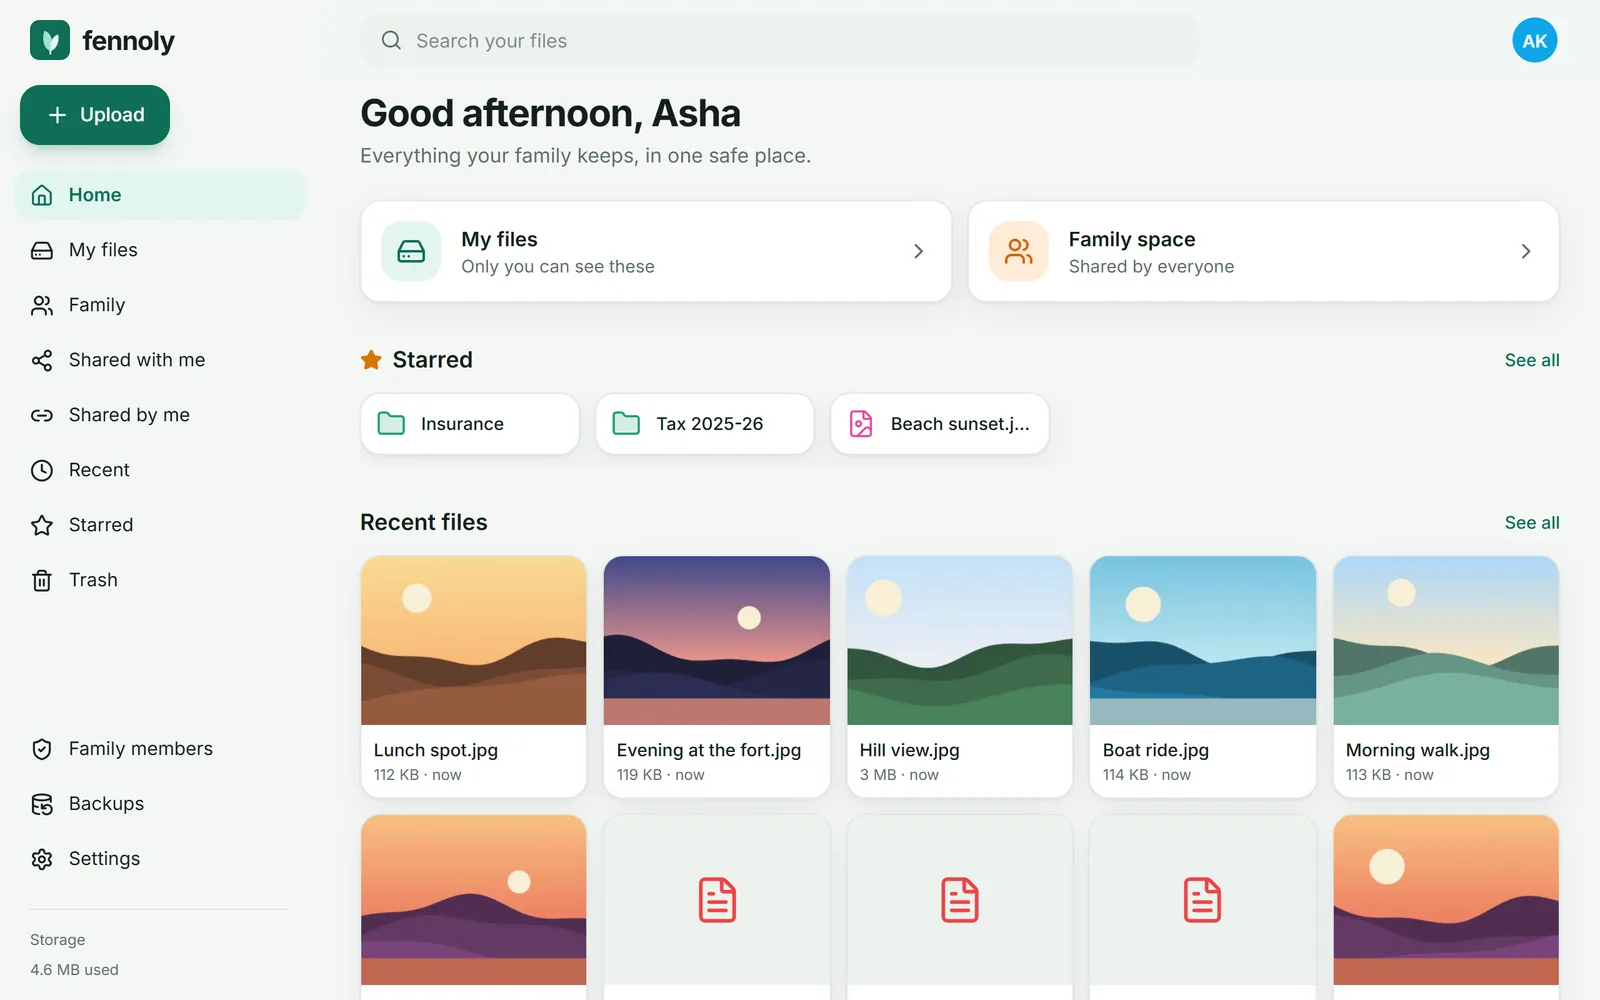 fennoly
Search your files
AK
Upload
Home
My files
Family
Shared with me
Shared by me
Recent
Starred
Trash
Family members
Backups
Settings
Storage
4.6 MB used
Good afternoon, Asha
Everything your family keeps, in one safe place.
My files
Only you can see these
Family space
Shared by everyone
Starred
See all
Insurance
Tax 2025-26
Beach sunset.j...
Recent files
See all
Lunch spot.jpg
112 KB · now
Evening at the fort.jpg
119 KB · now
Hill view.jpg
3 MB · now
Boat ride.jpg
114 KB · now
Morning walk.jpg
113 KB · now